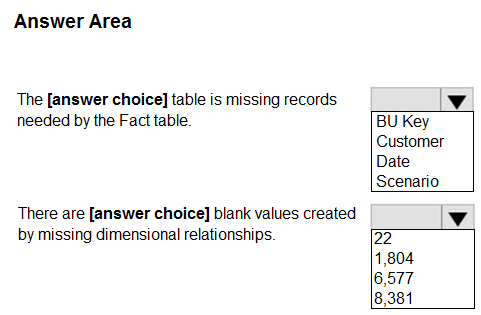 Answer Area
The [answer choice] table is missing records
needed by the Fact table.
BU Key
Customer
Date
Scenario
There are [answer choice] blank values created
by missing dimensional relationships.
22
1,804
6,577
8,381